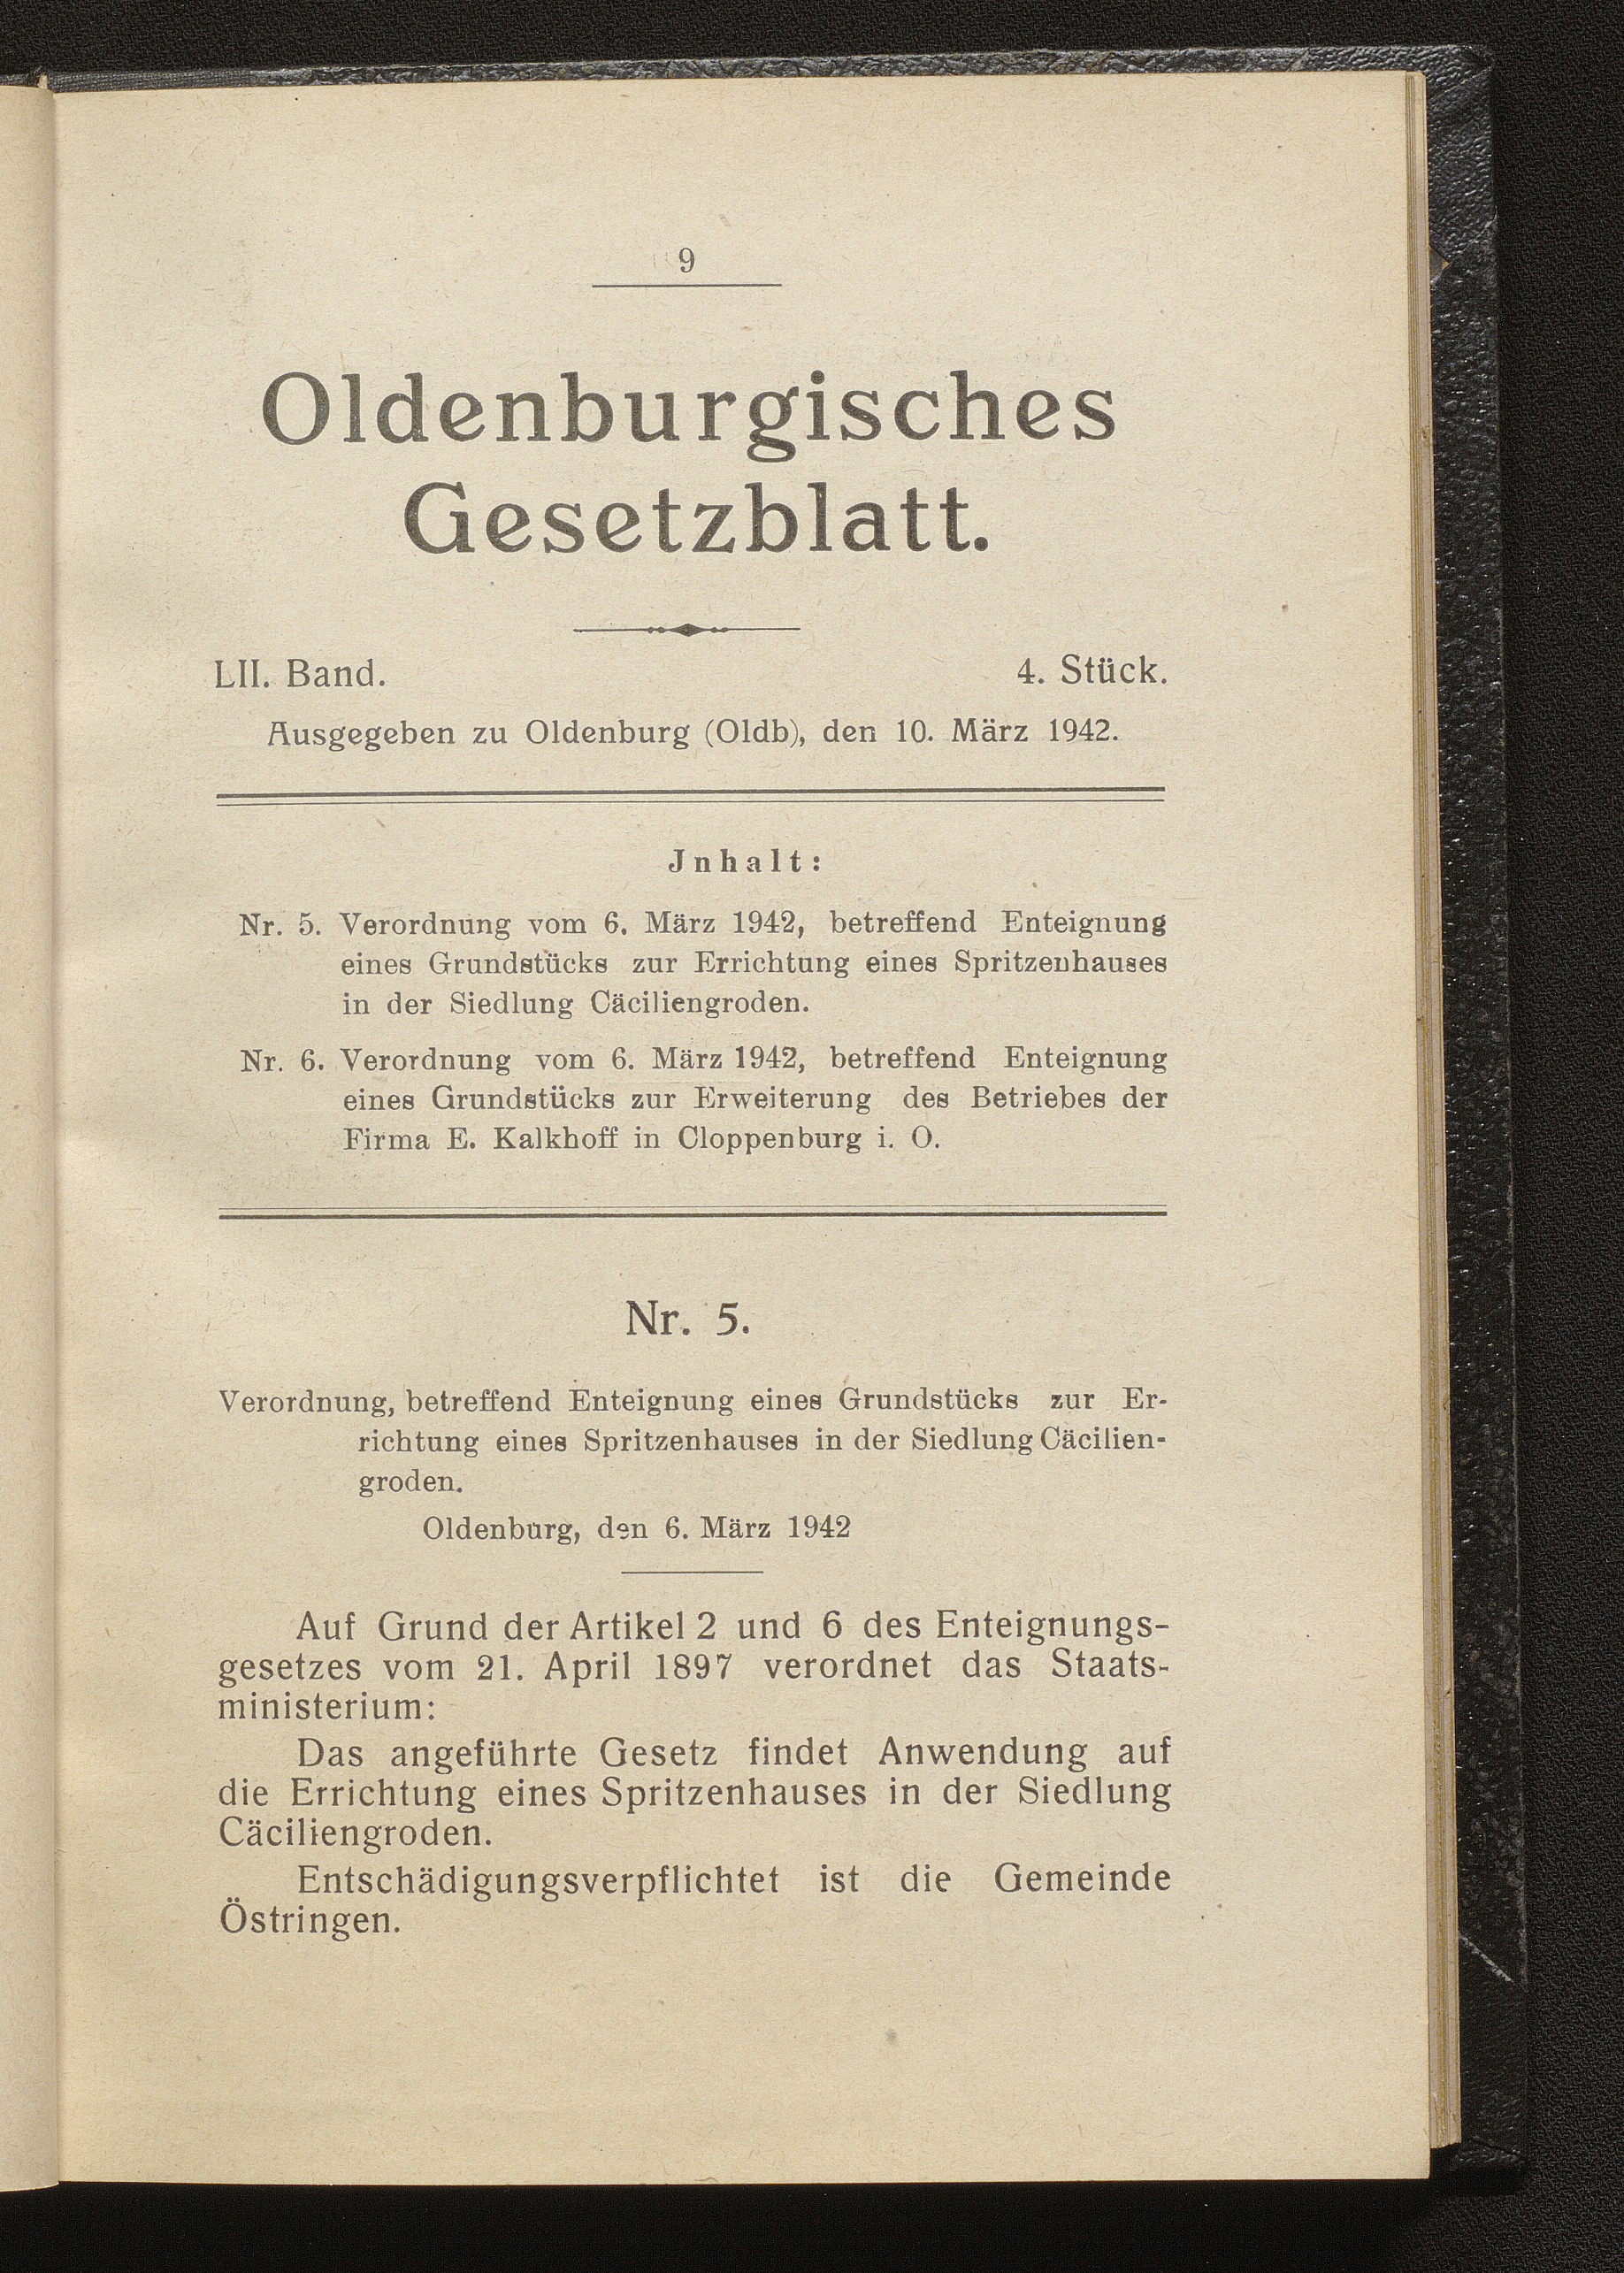 9
Oldenburgisches
Gesetzblatt.
LII. Band. 4. Stück.
Ausgegeben zu Oldenburg (Oldb), den 10. März 1942.
Jnhalt:
Nr. 5. Verordnung vom 6. März 1942, betreffend Enteignung
eines Grundstücks zur Errichtung eines Spritzenhauses
in der Siedlung Cäciliengroden.
Nr. 6. Verordnung vom 6. März 1942, betreffend Enteignung
eines Grundstücks zur Erweiterung des Betriebes der
Firma E. Kalkhoff in Cloppenburg i. O.
Nr. 5.
Verordnung, betreffend Enteignung eines Grundstücks zur Er-
richtung eines Spritzenhauses in der Siedlung Cäcilien-
groden.
Oldenburg, den 6. März 1942
Auf Grund der Artikel 2 und 6 des Enteignungs-
gesetzes vom 21. April 1897 verordnet das Staats-
ministerium:
Das angeführte Gesetz findet Anwendung auf
die Errichtung eines Spritzenhauses in der Siedlung
Cäciliengroden.
Entschädigungsverpflichtet ist die Gemeinde
Östringen.